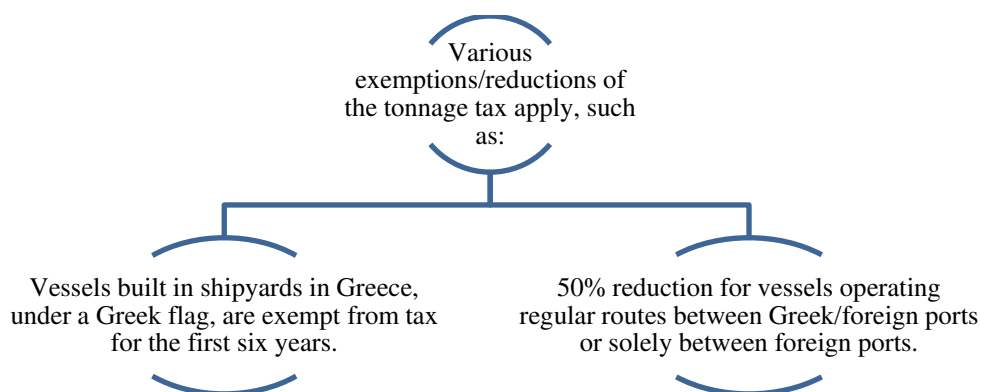 Various
exemptions/reductions of
the tonnage tax apply, such
as:
Vessels built in shipyards in Greece,
under a Greek flag, are exempt from tax
for the first six years.
50% reduction for vessels operating
regular routes between Greek/foreign ports
or solely between foreign ports.